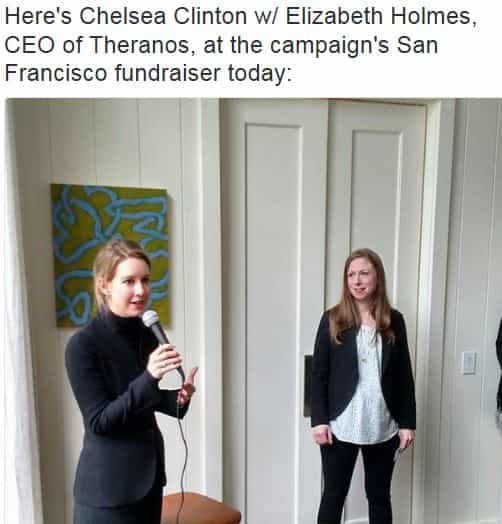 Here's Chelsea Clinton w/ Elizabeth Holmes,
CEO of Theranos, at the campaign's San
Francisco fundraiser today: